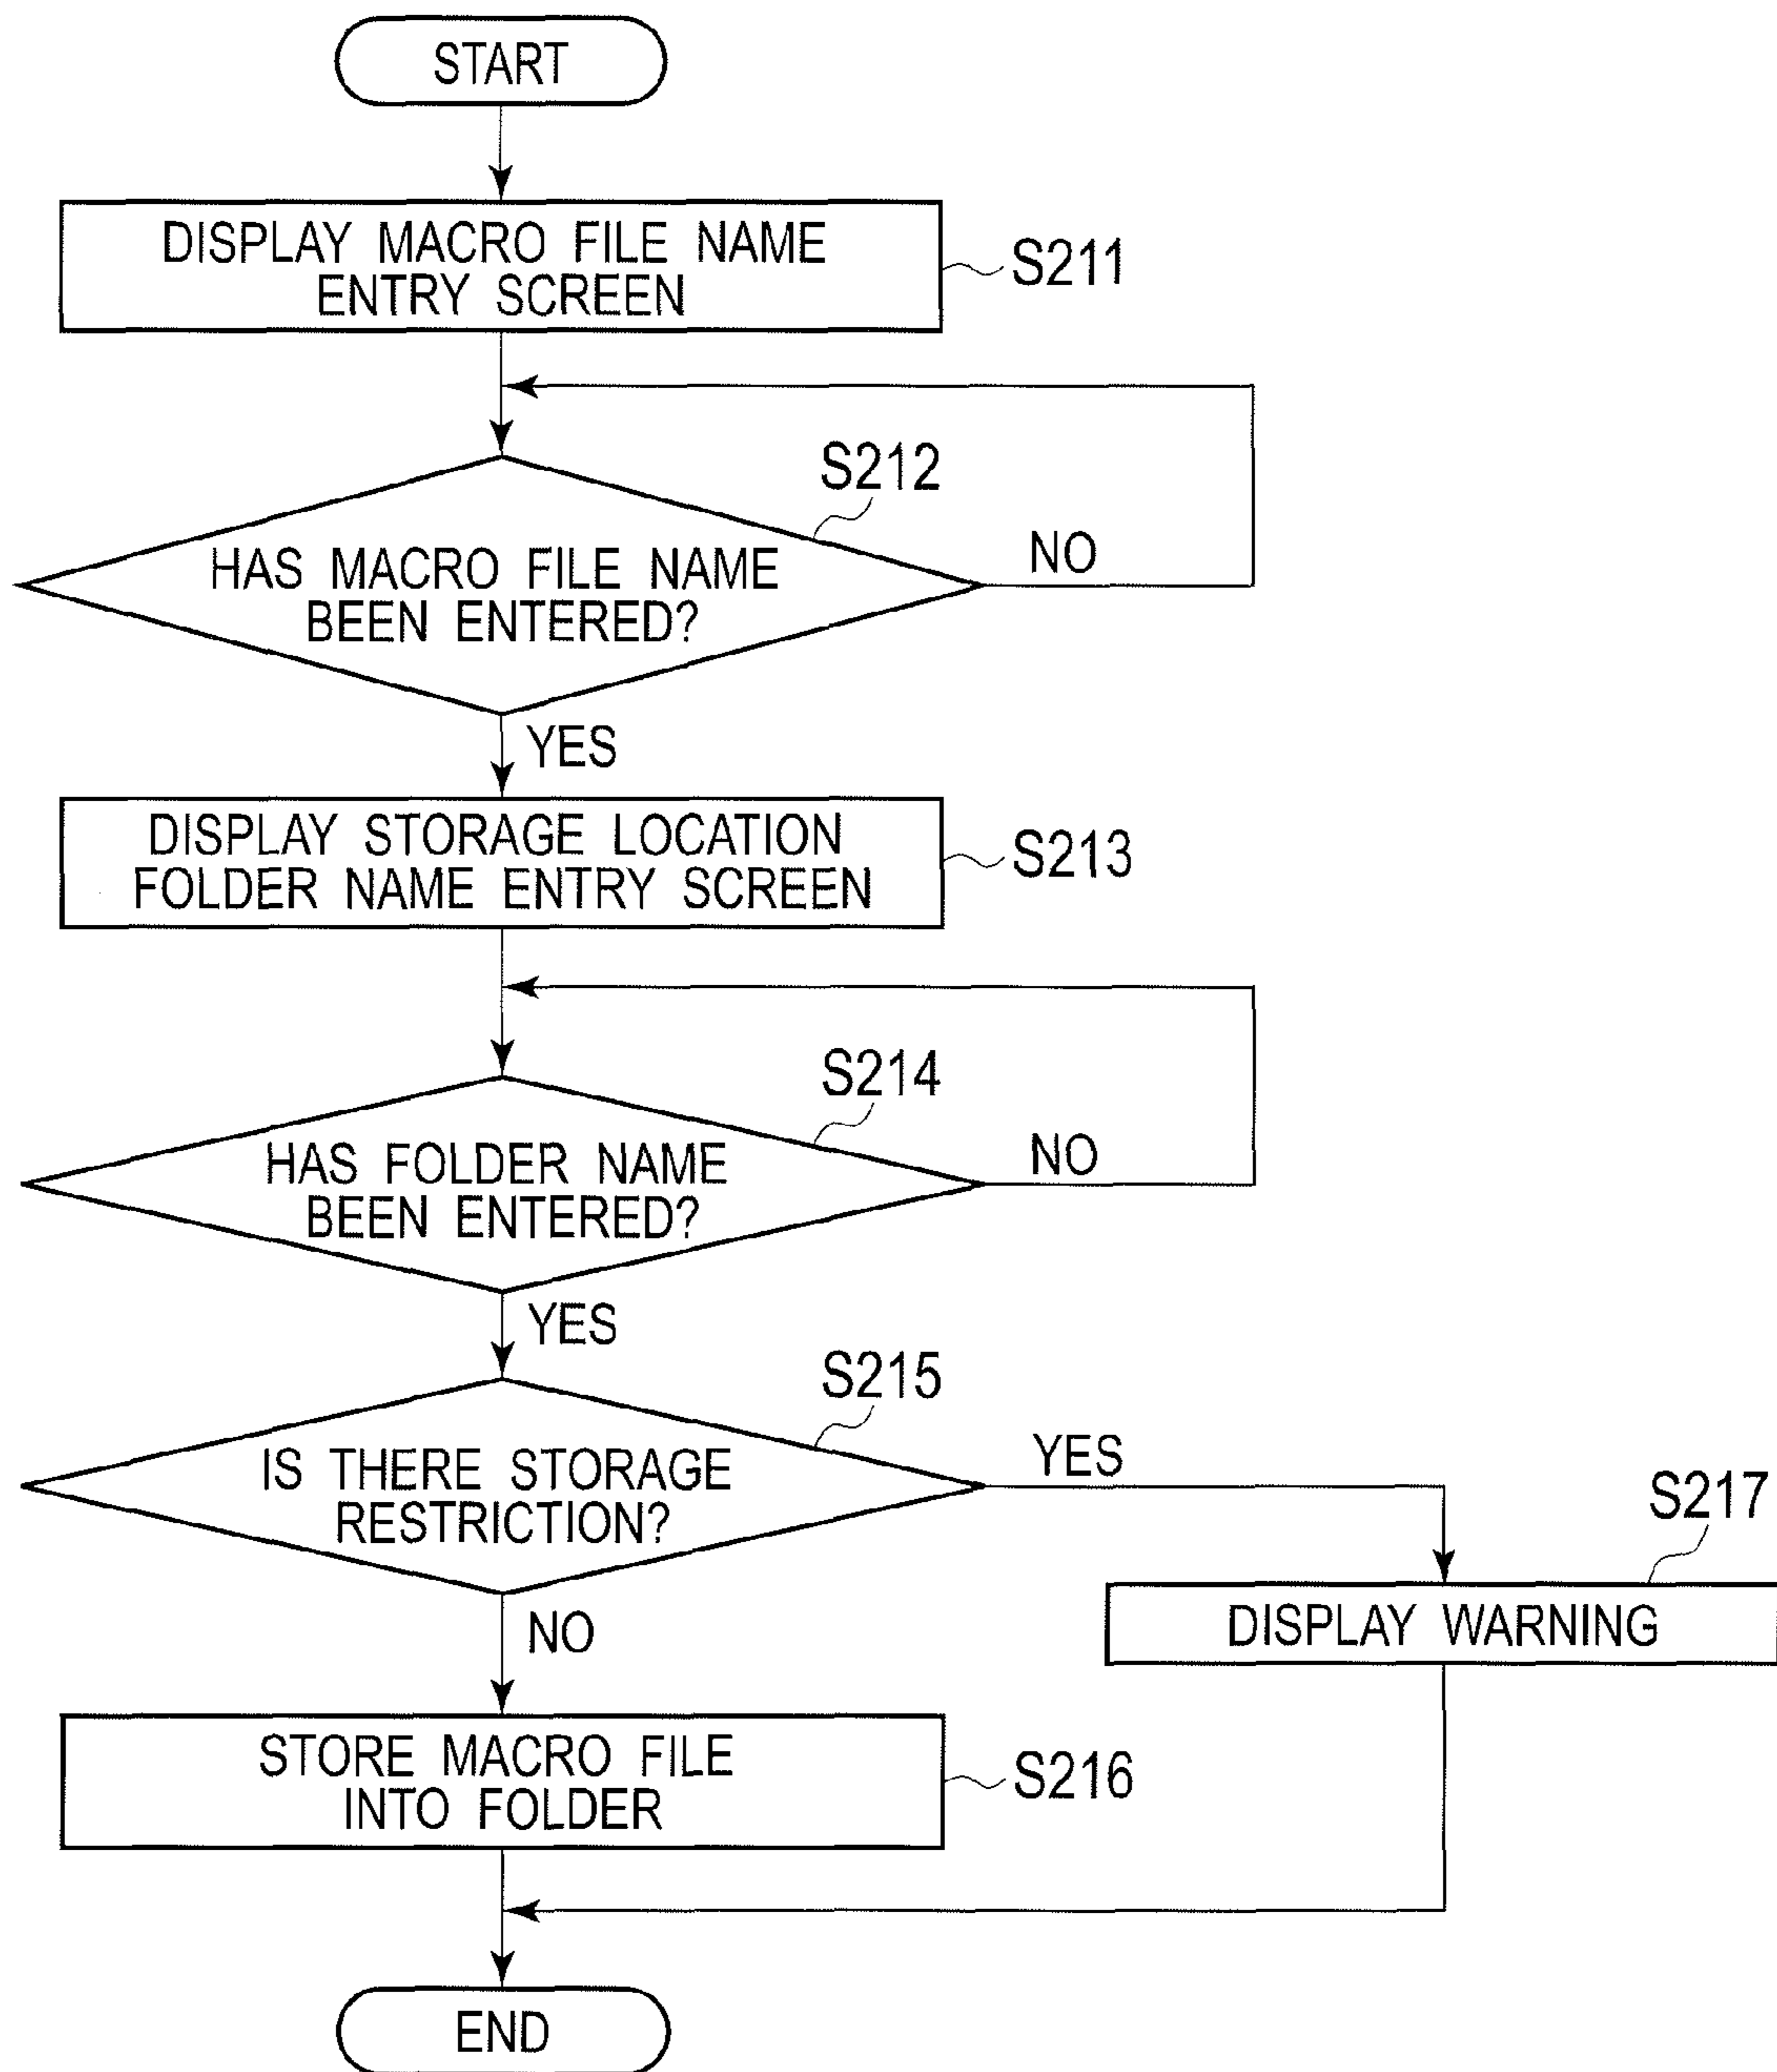 START
DISPLAY MACRO FILE NAME
ENTRY SCREEN
S211
S212
HAS MACRO FILE NAME
BEEN ENTERED?
NO
YES
DISPLAY STORAGE LOCATION
FOLDER NAME ENTRY SCREEN
S213
S214
HAS FOLDER NAME
BEEN ENTERED?
NO
YES
S215
IS THERE STORAGE
RESTRICTION?
YES
S217
DISPLAY WARNING
NO
STORE MACRO FILE
INTO FOLDER
S216
END